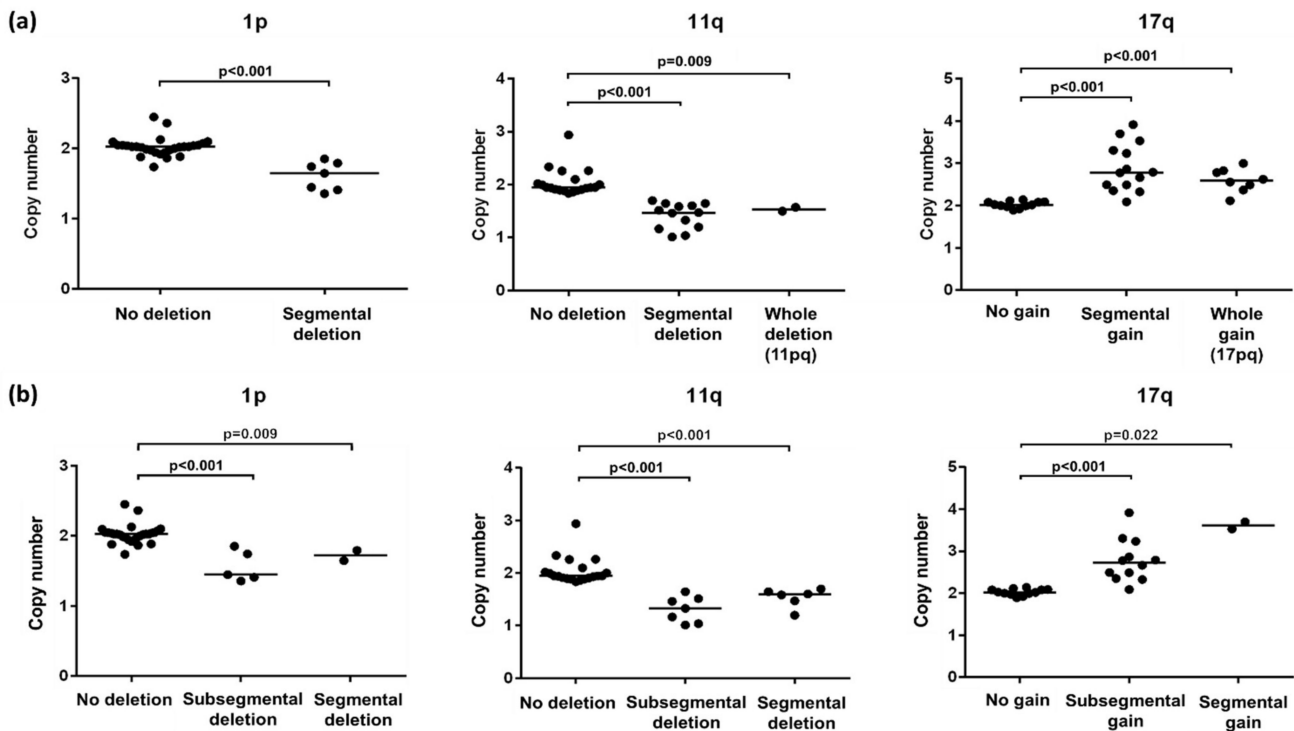 (a)
1p
Copy number
3
2
1
0
p<0.001
No deletion
Segmental
deletion
11q
Copy number
4
3
2
1
0
p=0.009
p<0.001
No deletion
Segmental
deletion
Whole
deletion
(11pq)
17q
Copy number
5
4
3
2
1
0
p<0.001
p<0.001
No gain
Segmental
gain
Whole
gain
(17pq)
(b)
1p
Copy number
3
2
1
0
p=0.009
p<0.001
No deletion
Subsegmental
deletion
Segmental
deletion
11q
Copy number
4
3
2
1
0
p<0.001
p<0.001
No deletion
Subsegmental
deletion
Segmental
deletion
17q
Copy number
5
4
3
2
1
0
p=0.022
p<0.001
No gain
Subsegmental
gain
Segmental
gain